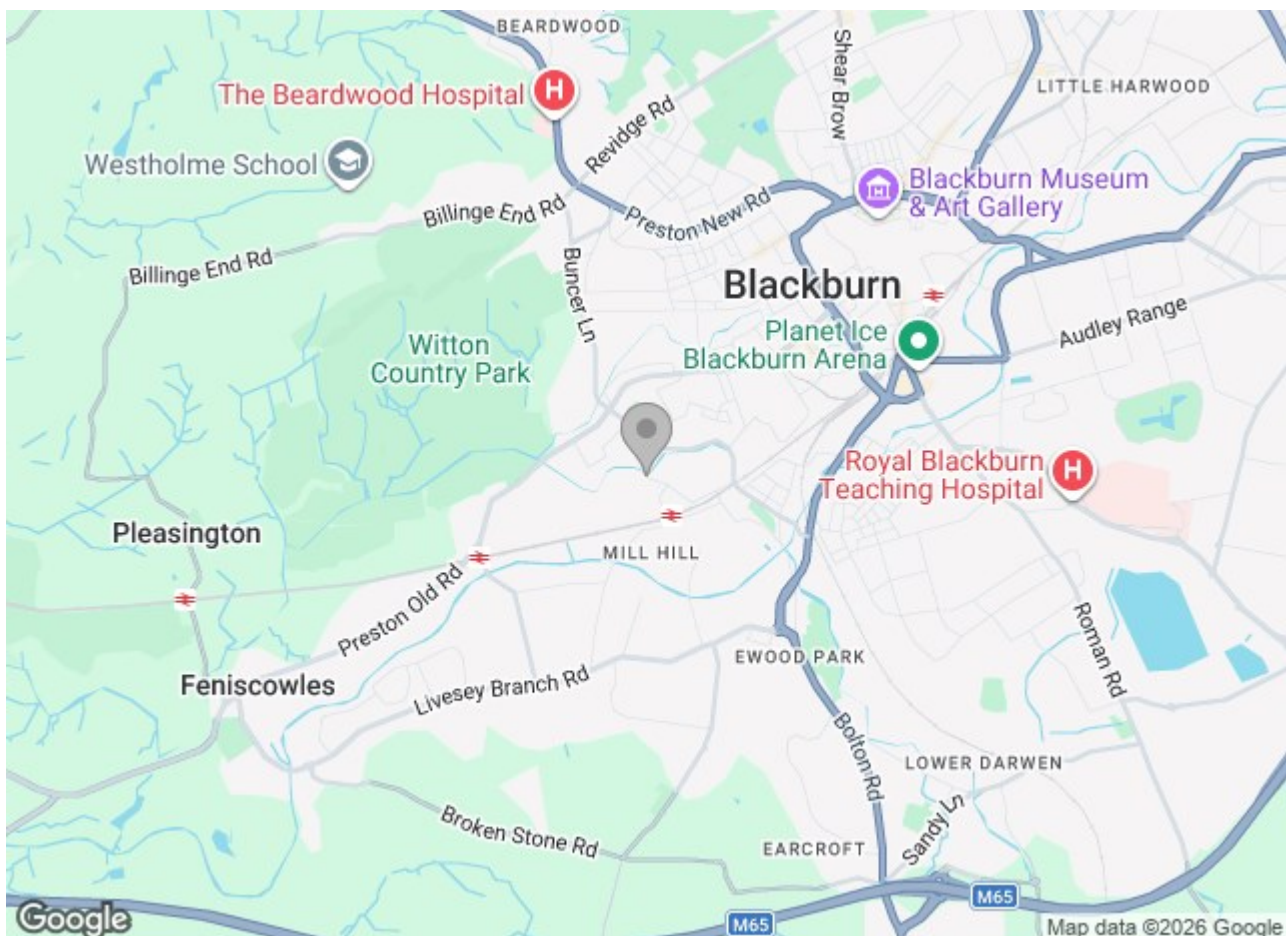 BEARDWOOD
Shear Brow
The Beardwood Hospital
H
LITTLE HARWOOD
Revidge Rd
Westholme School
Blackburn Museum
& Art Gallery
Billinge End Rd
Preston New Rd
Billinge End Rd
Buncer Ln
Blackburn
Audley Range
Planet Ice
Blackburn Arena
Witton
Country Park
Royal Blackburn
Teaching Hospital
H
Pleasington
MILL HILL
Preston Old Rd
Roman Rd
EWOOD PARK
Feniscowles
Livesey Branch Rd
Bolton Rd
LOWER DARWEN
Sandy Ln
Broken Stone Rd
EARCROFT
M65
M65
Google
Map data ©2026 Google